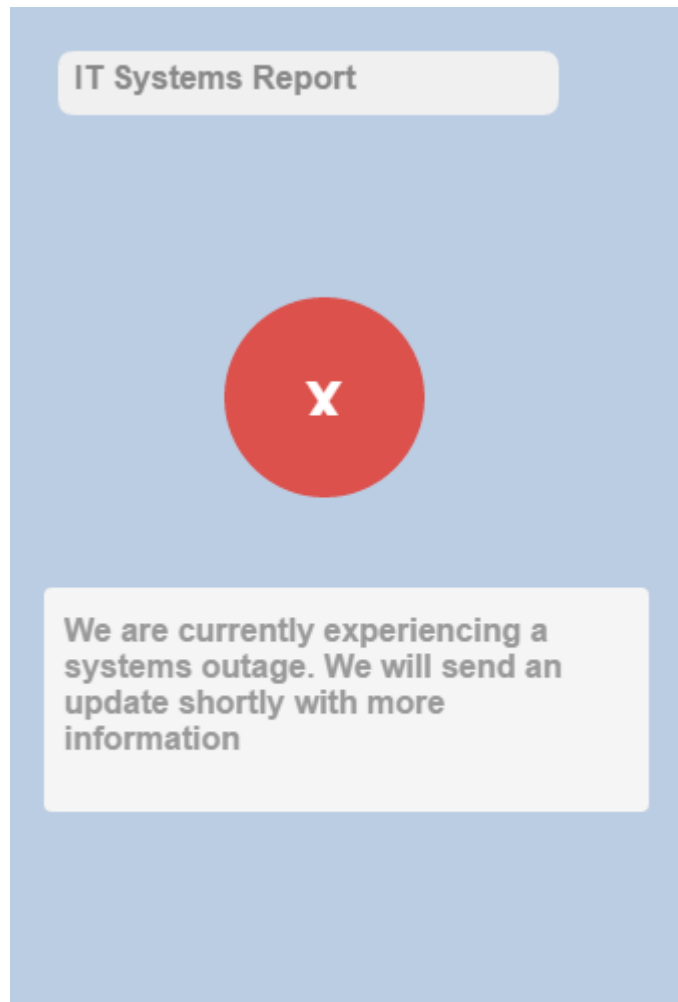 IT Systems Report
X
We are currently experiencing a
systems outage. We will send an
update shortly with more
information